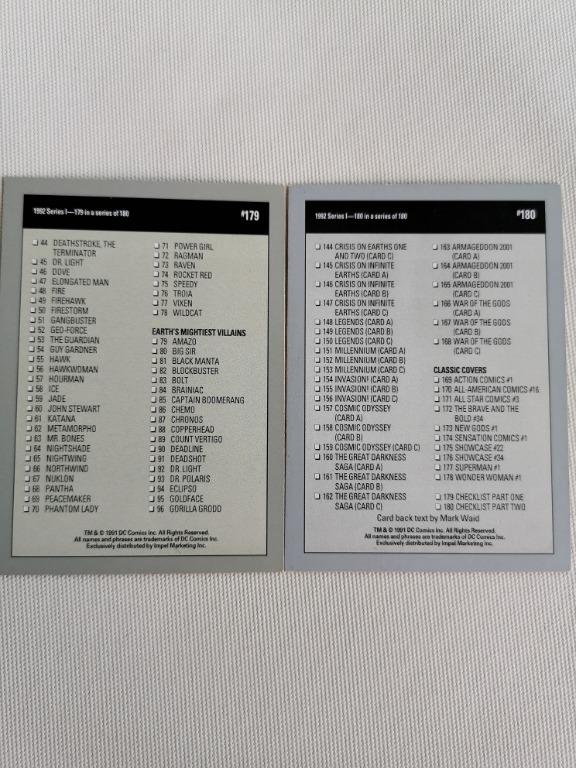 1992 Series I—179 in a series of 180
#179
44 DEATHSTROKE, THE
TERMINATOR
45 DR. LIGHT
46 DOVE
47 ELONGATED MAN
48 FIRE
49 FIREHAWK
50 FIRESTORM
51 GANGBUSTER
52 GEO-FORCE
53 THE GUARDIAN
54 GUY GARDNER
55 HAWK
56 HAWKWOMAN
57 HOURMAN
58 ICE
59 JADE
60 JOHN STEWART
61 KATANA
62 METAMORPHO
63 MR. BONES
64 NIGHTSHADE
65 NIGHTWING
66 NORTHWIND
67 NUKLON
68 PANTHA
69 PEACEMAKER
70 PHANTOM LADY
71 POWER GIRL
72 RAGMAN
73 RAVEN
74 ROCKET RED
75 SPEEDY
76 TROIA
77 VIXEN
78 WILDCAT
EARTH'S MIGHTIEST VILLAINS
79 AMAZO
80 BIG SIR
81 BLACK MANTA
82 BLOCKBUSTER
83 BOLT
84 BRAINIAC
85 CAPTAIN BOOMERANG
86 CHEMO
87 CHRONOS
88 COPPERHEAD
89 COUNT VERTIGO
90 DEADLINE
91 DEADSHOT
92 DR. LIGHT
93 DR. POLARIS
94 ECLIPSO
95 GOLDFACE
96 GORILLA GRODD
TM & © 1991 DC Comics Inc. All Rights Reserved.
All names and phrases are trademarks of DC Comics Inc.
Exclusively distributed by Impel Marketing Inc.
1992 Series I—180 in a series of 180
#180
144 CRISIS ON EARTHS ONE
AND TWO (CARD C)
145 CRISIS ON INFINITE
EARTHS (CARD A)
146 CRISIS ON INFINITE
EARTHS (CARD B)
147 CRISIS ON INFINITE
EARTHS (CARD C)
148 LEGENDS (CARD A)
149 LEGENDS (CARD B)
150 LEGENDS (CARD C)
151 MILLENNIUM (CARD A)
152 MILLENNIUM (CARD B)
153 MILLENNIUM (CARD C)
154 INVASION! (CARD A)
155 INVASION! (CARD B)
156 INVASION! (CARD C)
157 COSMIC ODYSSEY
(CARD A)
158 COSMIC ODYSSEY
(CARD B)
159 COSMIC ODYSSEY (CARD C)
160 THE GREAT DARKNESS
SAGA (CARD A)
161 THE GREAT DARKNESS
SAGA (CARD B)
162 THE GREAT DARKNESS
SAGA (CARD C)
163 ARMAGEDDON 2001
(CARD A)
164 ARMAGEDDON 2001
(CARD B)
165 ARMAGEDDON 2001
(CARD C)
166 WAR OF THE GODS
(CARD A)
167 WAR OF THE GODS
(CARD B)
168 WAR OF THE GODS
(CARD C)
CLASSIC COVERS
169 ACTION COMICS #1
170 ALL-AMERICAN COMICS #16
171 ALL STAR COMICS #3
172 THE BRAVE AND THE
BOLD #34
173 NEW GODS #1
174 SENSATION COMICS #1
175 SHOWCASE #22
176 SHOWCASE #34
177 SUPERMAN #1
178 WONDER WOMAN #1
179 CHECKLIST PART ONE
180 CHECKLIST PART TWO
Card back text by Mark Waid
TM & © 1991 DC Comics Inc. All Rights Reserved.
All names and phrases are trademarks of DC Comics Inc.
Exclusively distributed by Impel Marketing Inc.